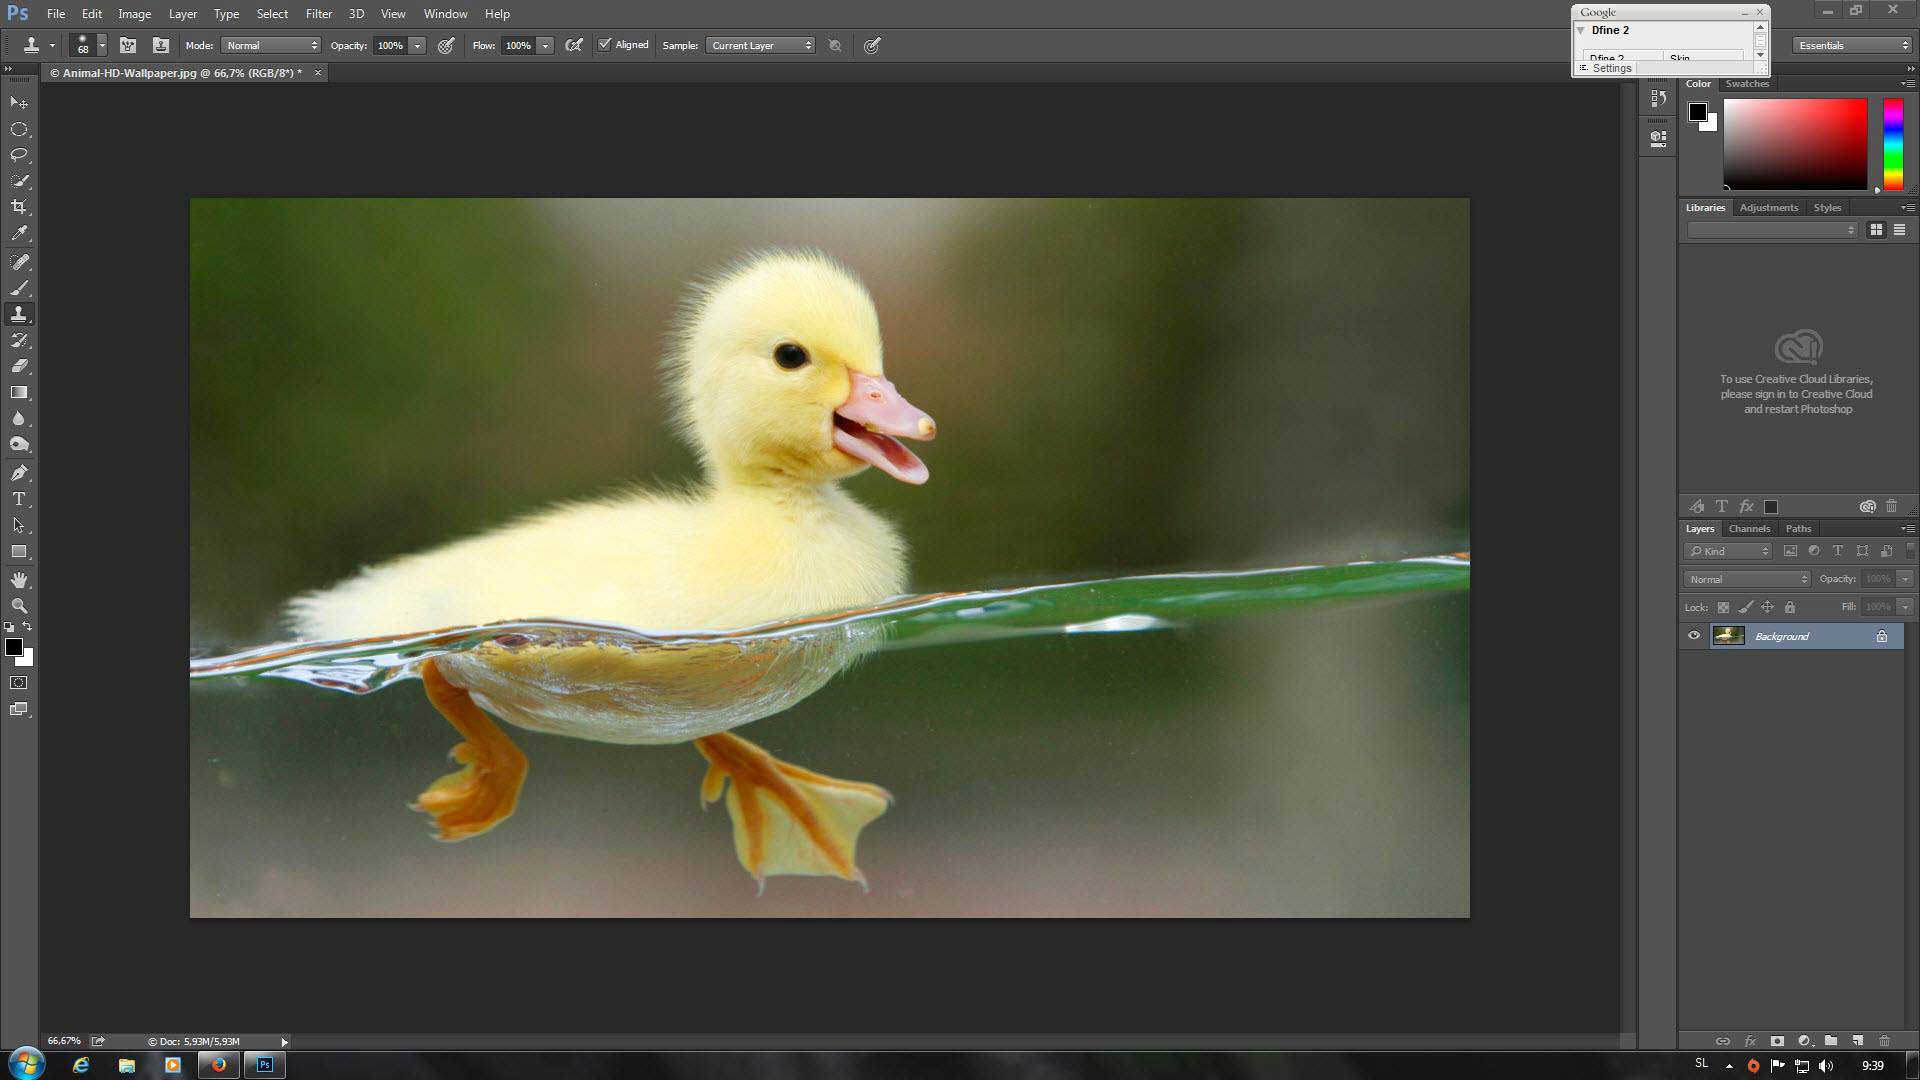 Ps File Edit Image Layer Type Select Filter 3D View Window Help
Google
Dfine 2
Dfine 2 Skin
Settings
68 Mode: Normal Opacity: 100% Flow: 100% Aligned Sample: Current Layer Essentials
© Animal-HD-Wallpaper.jpg @ 66,7% (RGB/8*) * ×
Color Swatches
Libraries Adjustments Styles
To use Creative Cloud Libraries,
please sign in to Creative Cloud
and restart Photoshop
Layers Channels Paths
Kind
Normal Opacity: 100%
Lock: Fill: 100%
Background
66,67% © Doc: 5,93M/5,93M
SL 9:39